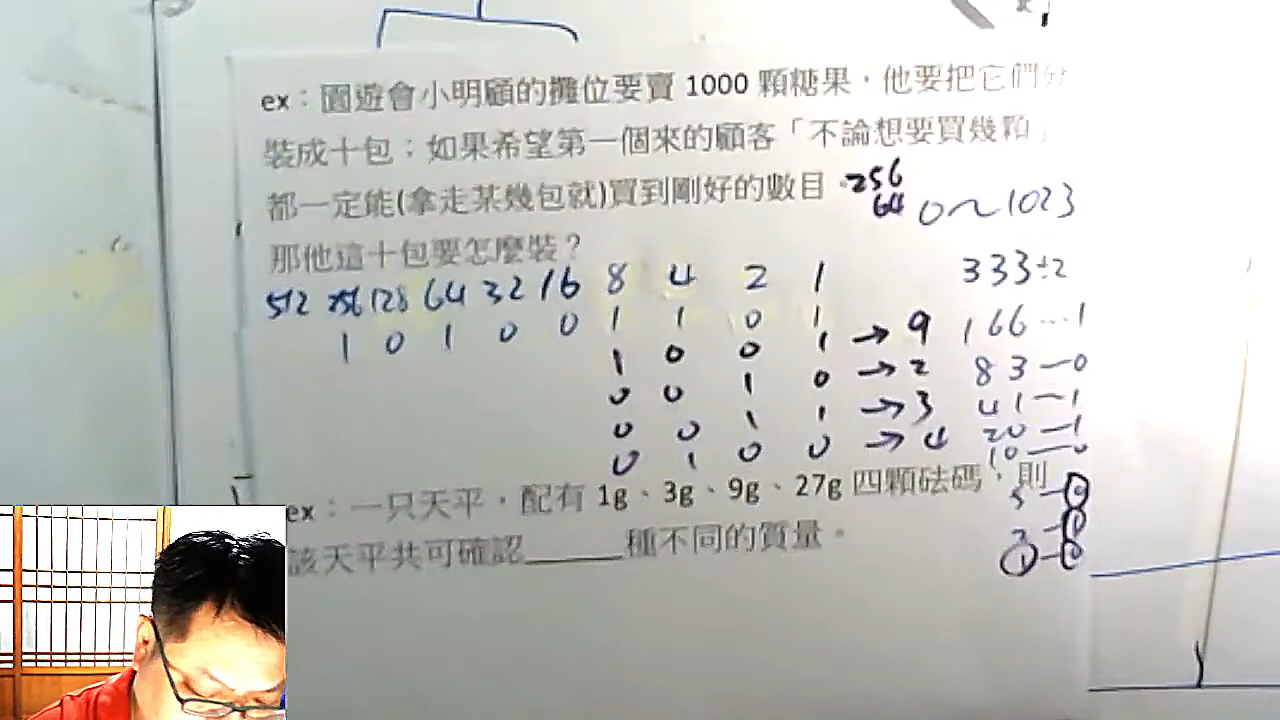 ex：園遊會小明顧的攤位要賣 1000 顆糖果，他要把它們分
裝成十包；如果希望第一個來的顧客「不論想要買幾顆」
都一定能(拿走某幾包就)買到剛好的數目
256
64
0～1023
那他這十包要怎麼裝？
512 256 128 64 32 16 8 4 2 1
333÷2
1 0 1 0 0 1 1 0 1
166…1
1 0 0 1 → 9
83—0
0 0 1 0 → 2
41—1
0 0 1 1 → 3
20—1
0 1 0 0 → 4
10—0
ex：一只天平，配有 1g、3g、9g、27g 四顆砝碼，則
5—0
該天平共可確認______種不同的質量。